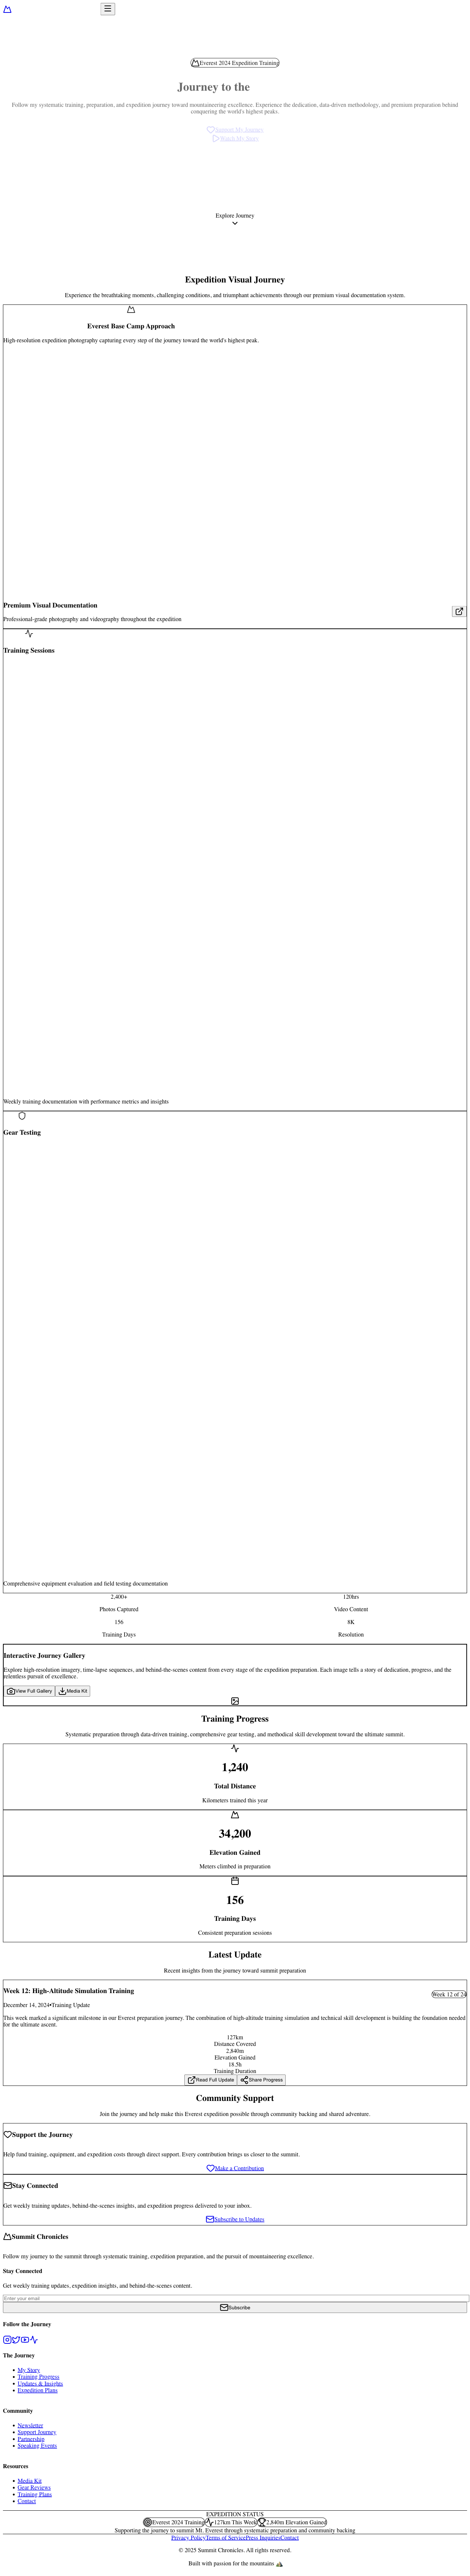 Everest 2024 Expedition Training
Journey to the
Follow my systematic training, preparation, and expedition journey toward mountaineering excellence. Experience the dedication, data-driven methodology, and premium preparation behind
conquering the world's highest peaks.
Support My Journey
Watch My Story
Explore Journey
Expedition Visual Journey
Experience the breathtaking moments, challenging conditions, and triumphant achievements through our premium visual documentation system.
Everest Base Camp Approach
High-resolution expedition photography capturing every step of the journey toward the world's highest peak.
Premium Visual Documentation
Professional-grade photography and videography throughout the expedition
Training Sessions
Weekly training documentation with performance metrics and insights
Gear Testing
Comprehensive equipment evaluation and field testing documentation
2,400+
Photos Captured
120hrs
Video Content
156
Training Days
8K
Resolution
Interactive Journey Gallery
Explore high-resolution imagery, time-lapse sequences, and behind-the-scenes content from every stage of the expedition preparation. Each image tells a story of dedication, progress, and the
relentless pursuit of excellence.
View Full Gallery
Media Kit
Training Progress
Systematic preparation through data-driven training, comprehensive gear testing, and methodical skill development toward the ultimate summit.
1,240
Total Distance
Kilometers trained this year
34,200
Elevation Gained
Meters climbed in preparation
156
Training Days
Consistent preparation sessions
Latest Update
Recent insights from the journey toward summit preparation
Week 12: High-Altitude Simulation Training
Week 12 of 24
December 14, 2024•Training Update
This week marked a significant milestone in our Everest preparation journey. The combination of high-altitude training simulation and technical skill development is building the foundation needed
for the ultimate ascent.
127km
Distance Covered
2,840m
Elevation Gained
18.5h
Training Duration
Read Full Update
Share Progress
Community Support
Join the journey and help make this Everest expedition possible through community backing and shared adventure.
Support the Journey
Help fund training, equipment, and expedition costs through direct support. Every contribution brings us closer to the summit.
Make a Contribution
Stay Connected
Get weekly training updates, behind-the-scenes insights, and expedition progress delivered to your inbox.
Subscribe to Updates
Summit Chronicles
Follow my journey to the summit through systematic training, expedition preparation, and the pursuit of mountaineering excellence.
Stay Connected
Get weekly training updates, expedition insights, and behind-the-scenes content.
Enter your email
Subscribe
Follow the Journey
The Journey
My Story
Training Progress
Updates & Insights
Expedition Plans
Community
Newsletter
Support Journey
Partnership
Speaking Events
Resources
Media Kit
Gear Reviews
Training Plans
Contact
EXPEDITION STATUS
Everest 2024 Training
127km This Week
2,840m Elevation Gained
Supporting the journey to summit Mt. Everest through systematic preparation and community backing
Privacy PolicyTerms of ServicePress InquiriesContact
© 2025 Summit Chronicles. All rights reserved.
Built with passion for the mountains 🏔️